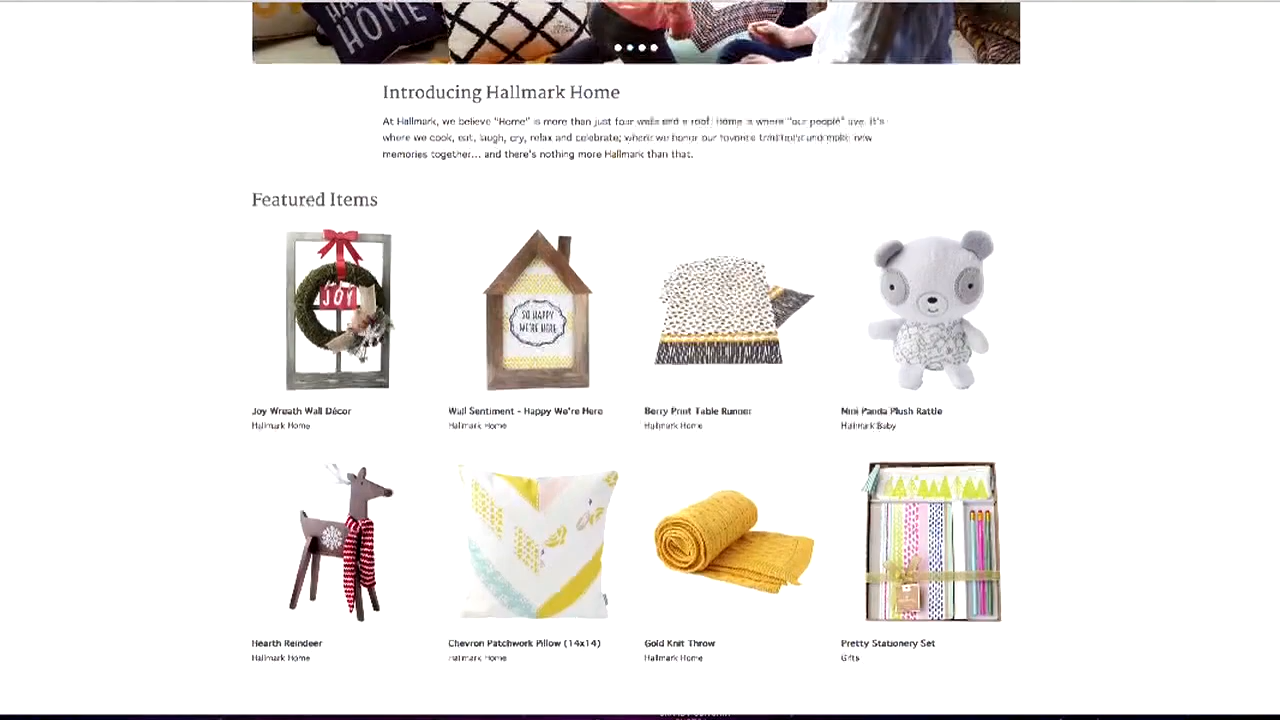 HOME
Introducing Hallmark Home
At Hallmark, we believe "Home" is more than just four walls and a roof. Home is where "our people" are. It's
where we cook, eat, laugh, cry, relax and celebrate; where we honor our favorite traditions and make new
memories together... and there's nothing more Hallmark than that.
Featured Items
JOY
SO HAPPY
WE'RE HERE
Joy Wreath Wall Décor
Wall Sentiment - Happy We're Here
Berry Print Table Runner
Mini Panda Plush Rattle
Hallmark Home
Hallmark Home
Hallmark Home
Hallmark Baby
Hearth Reindeer
Chevron Patchwork Pillow (14x14)
Gold Knit Throw
Pretty Stationery Set
Hallmark Home
Hallmark Home
Hallmark Home
Gifts